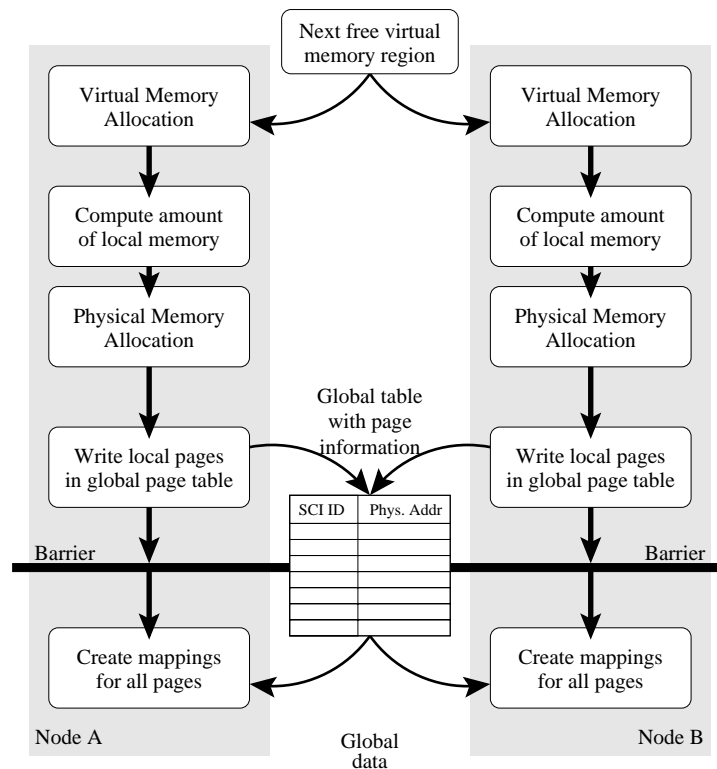 Next free virtual
memory region
Virtual Memory
Allocation
Virtual Memory
Allocation
Compute amount
of local memory
Compute amount
of local memory
Physical Memory
Allocation
Physical Memory
Allocation
Global table
with page
information
Write local pages
in global page table
Write local pages
in global page table
SCI ID
Phys. Addr
Barrier
Barrier
Create mappings
for all pages
Create mappings
for all pages
Node A
Global
data
Node B